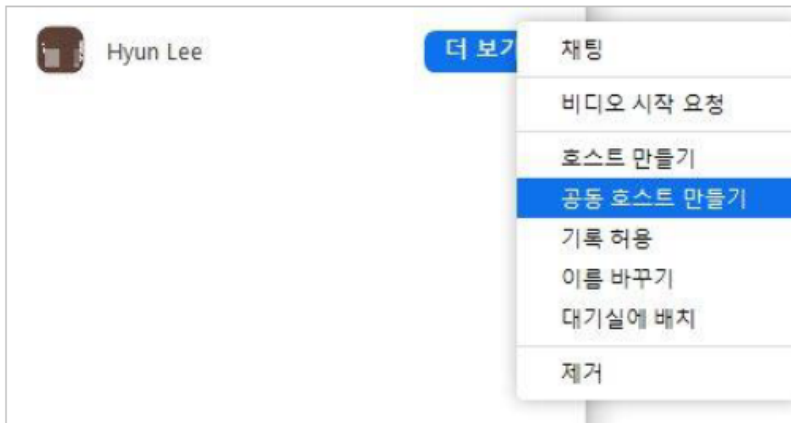 Hyun Lee
더 보기
채팅
비디오 시작 요청
호스트 만들기
공동 호스트 만들기
기록 허용
이름 바꾸기
대기실에 배치
제거